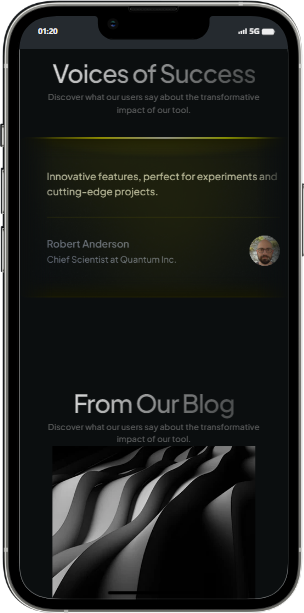 01:20
5G
Voices of Success
Discover what our users say about the transformative
impact of our tool.
Innovative features, perfect for experiments and
cutting-edge projects.
Robert Anderson
Chief Scientist at Quantum Inc.
From Our Blog
Discover what our users say about the transformative
impact of our tool.